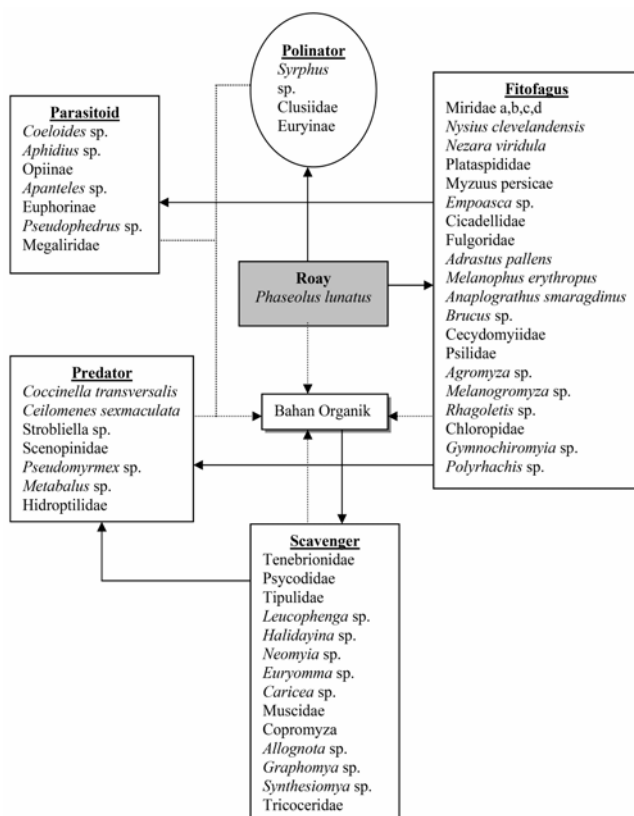 Polinator
Syrphus
sp.
Clusiidae
Euryinae
Parasitoid
Coeloides sp.
Aphidius sp.
Opiinae
Apanteles sp.
Euphorinae
Pseudophedrus sp.
Megaliridae
Fitofagus
Miridae a,b,c,d
Nysius clevelandensis
Nezara viridula
Plataspididae
Myzuus persicae
Empoasca sp.
Cicadellidae
Fulgoridae
Adrastus pallens
Melanophus erythropus
Anaplograthus smaragdinus
Brucus sp.
Cecydomyiidae
Psilidae
Agromyza sp.
Melanogromyza sp.
Rhagoletis sp.
Chloropidae
Gymnochiromyia sp.
Polyrhachis sp.
Roay
Phaseolus lunatus
Predator
Coccinella transversalis
Ceilomenes sexmaculata
Strobliella sp.
Scenopinidae
Pseudomyrmex sp.
Metabalus sp.
Hidroptilidae
Bahan Organik
Scavenger
Tenebrionidae
Psycodidae
Tipulidae
Leucophenga sp.
Halidayina sp.
Neomyia sp.
Euryomma sp.
Caricea sp.
Muscidae
Copromyza
Allognota sp.
Graphomya sp.
Synthesiomya sp.
Tricoceridae